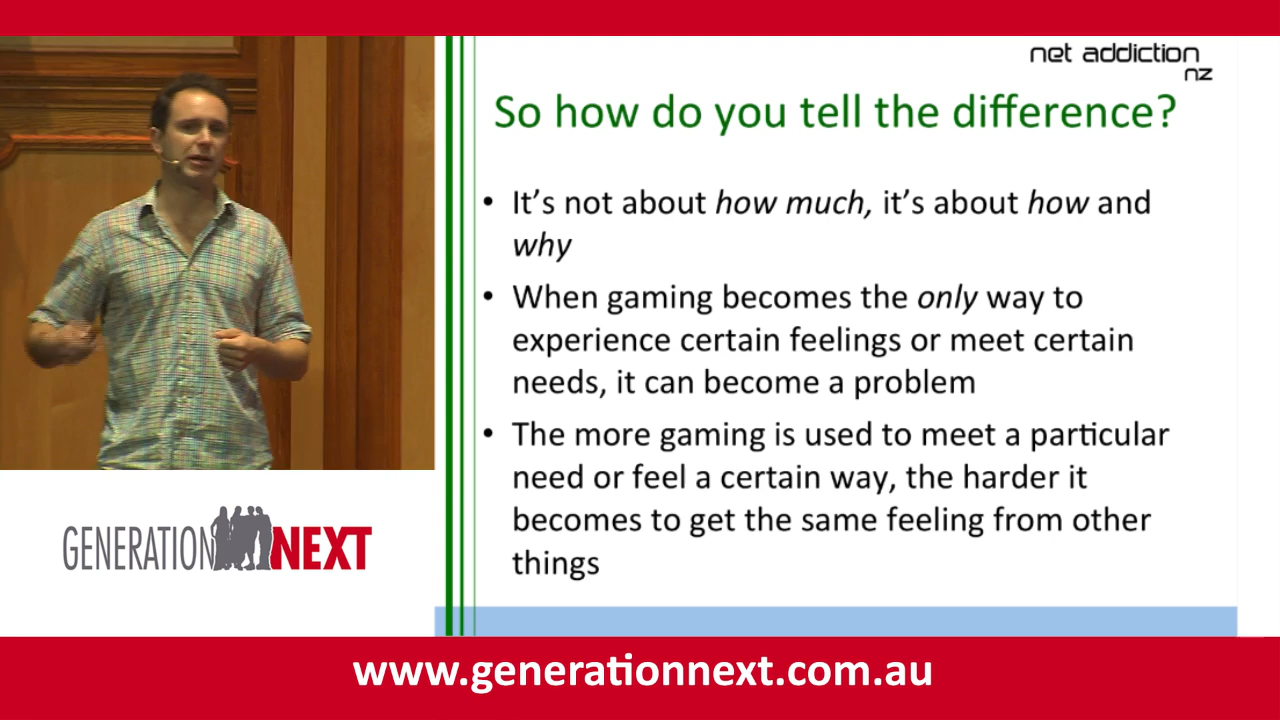 net addiction
nz
So how do you tell the difference?
• It's not about how much, it's about how and
why
• When gaming becomes the only way to
experience certain feelings or meet certain
needs, it can become a problem
• The more gaming is used to meet a particular
need or feel a certain way, the harder it
becomes to get the same feeling from other
things
GENERATION NEXT
www.generationnext.com.au